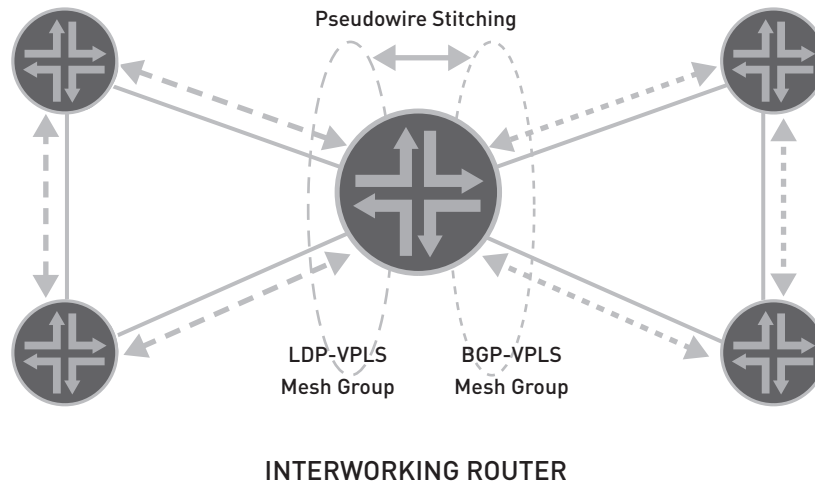 Pseudowire Stitching
LDP-VPLS
Mesh Group
BGP-VPLS
Mesh Group
INTERWORKING ROUTER